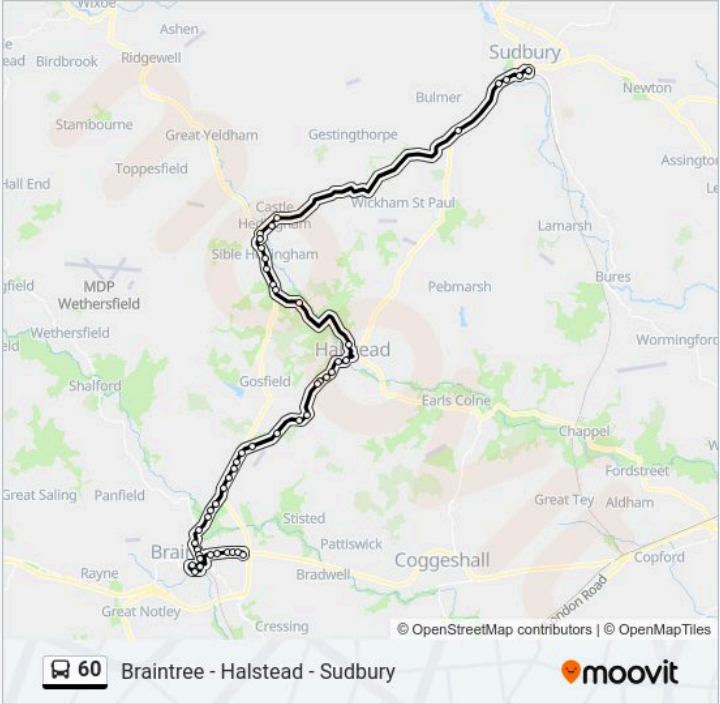 Wixoe
Ashen
Sudbury
Birdbrook
Ridgewell
Newton
Bulmer
Stambourne
Great Yeldham
Gestingthorpe
Assington
Toppesfield
Hall End
Castle
Hedingham
Wickham St Paul
Lamarsh
Sible Hedingham
Bures
MDP
Wethersfield
Pebmarsh
Wethersfield
Wormingford
Halstead
Shalford
Gosfield
Earls Colne
Chappel
Fordstreet
Great Saling
Panfield
Great Tey
Aldham
Stisted
Pattiswick
Coggeshall
Copford
Rayne
Bradwell
Great Notley
Cressing
ondon Road
© OpenStreetMap contributors | © OpenMapTiles
60
Braintree - Halstead - Sudbury
moovit